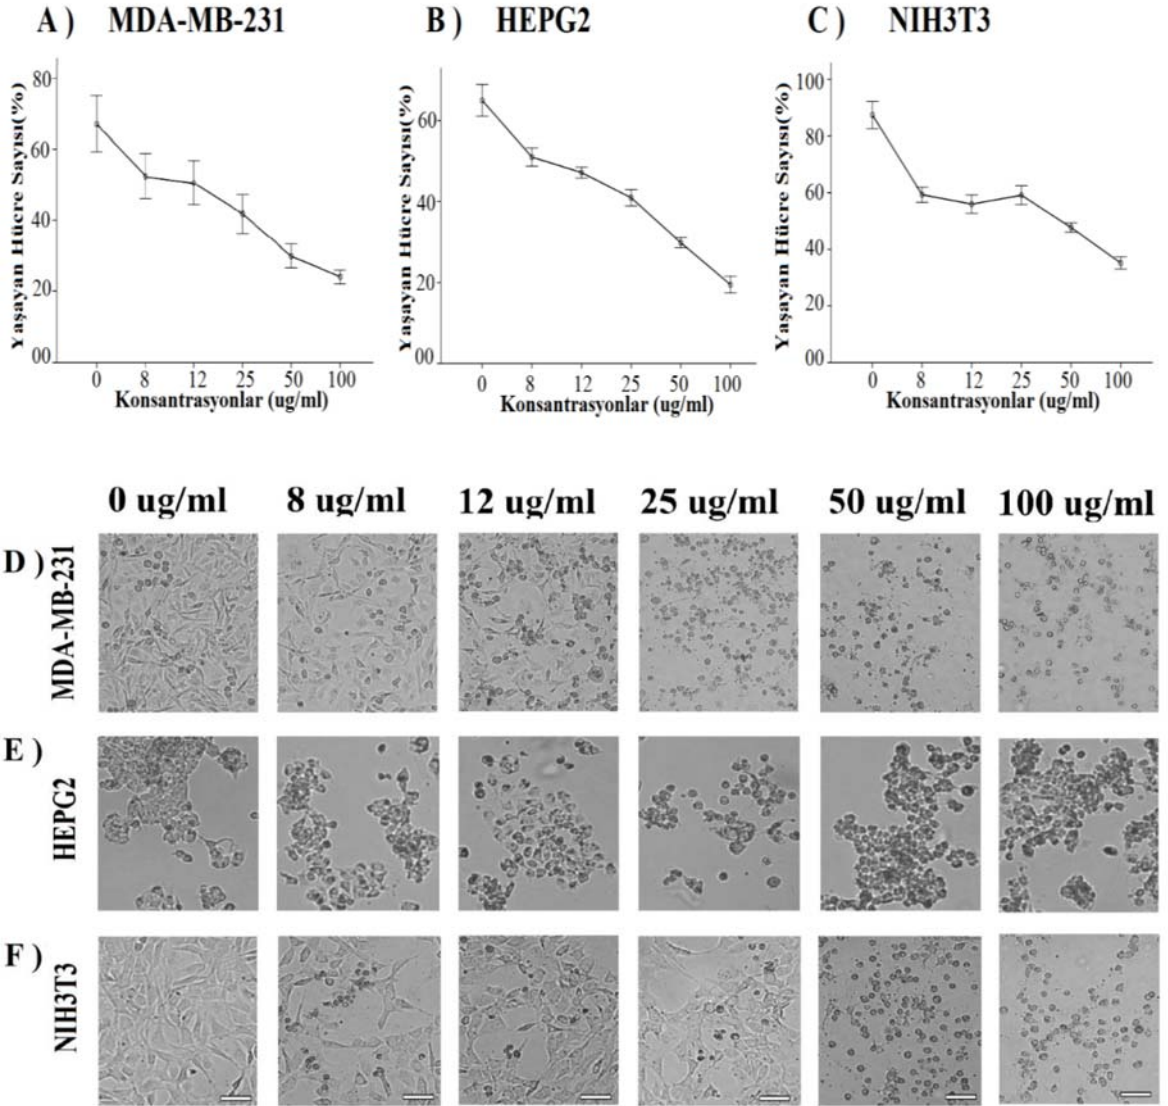 A ) MDA-MB-231
B ) HEPG2
C ) NIH3T3
Yaşayan Hücre Sayısı(%)
80
60
40
20
00
0 8 12 25 50 100
Konsantrasyonlar (ug/ml)
Yaşayan Hücre Sayısı(%)
60
40
20
00
0 8 12 25 50 100
Konsantrasyonlar (ug/ml)
Yaşayan Hücre Sayısı(%)
100
80
60
40
20
00
0 8 12 25 50 100
Konsantrasyonlar (ug/ml)
0 ug/ml 8 ug/ml 12 ug/ml 25 ug/ml 50 ug/ml 100 ug/ml
D ) MDA-MB-231
E ) HEPG2
F ) NIH3T3